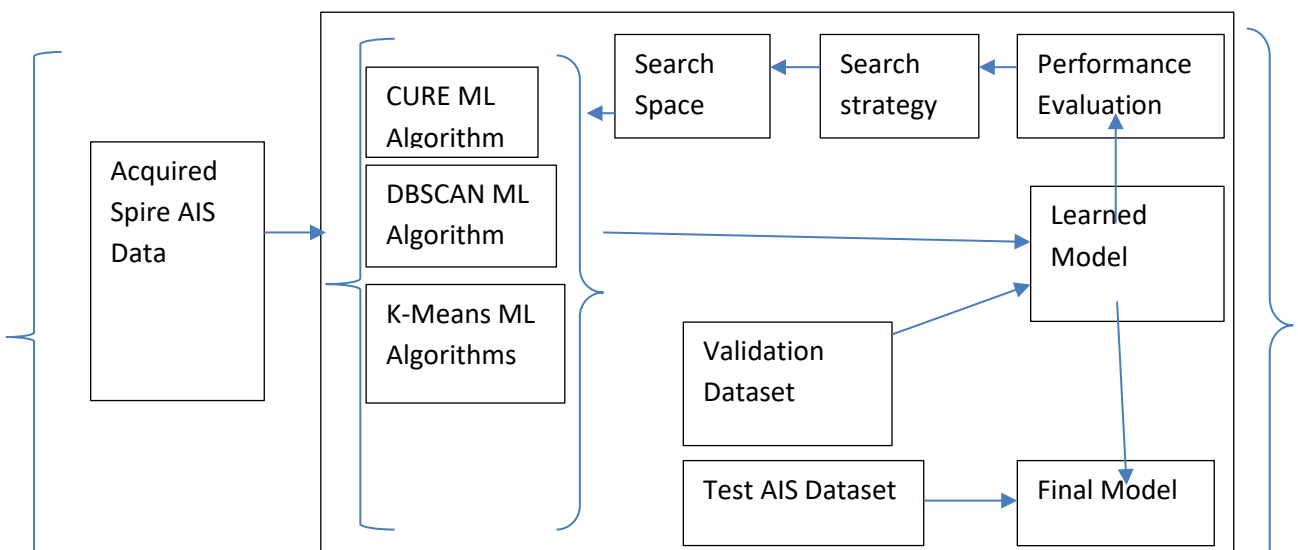 Acquired
Spire AIS
Data
CURE ML
Algorithm
DBSCAN ML
Algorithm
K-Means ML
Algorithms
Search
Space
Search
strategy
Performance
Evaluation
Learned
Model
Validation
Dataset
Test AIS Dataset
Final Model